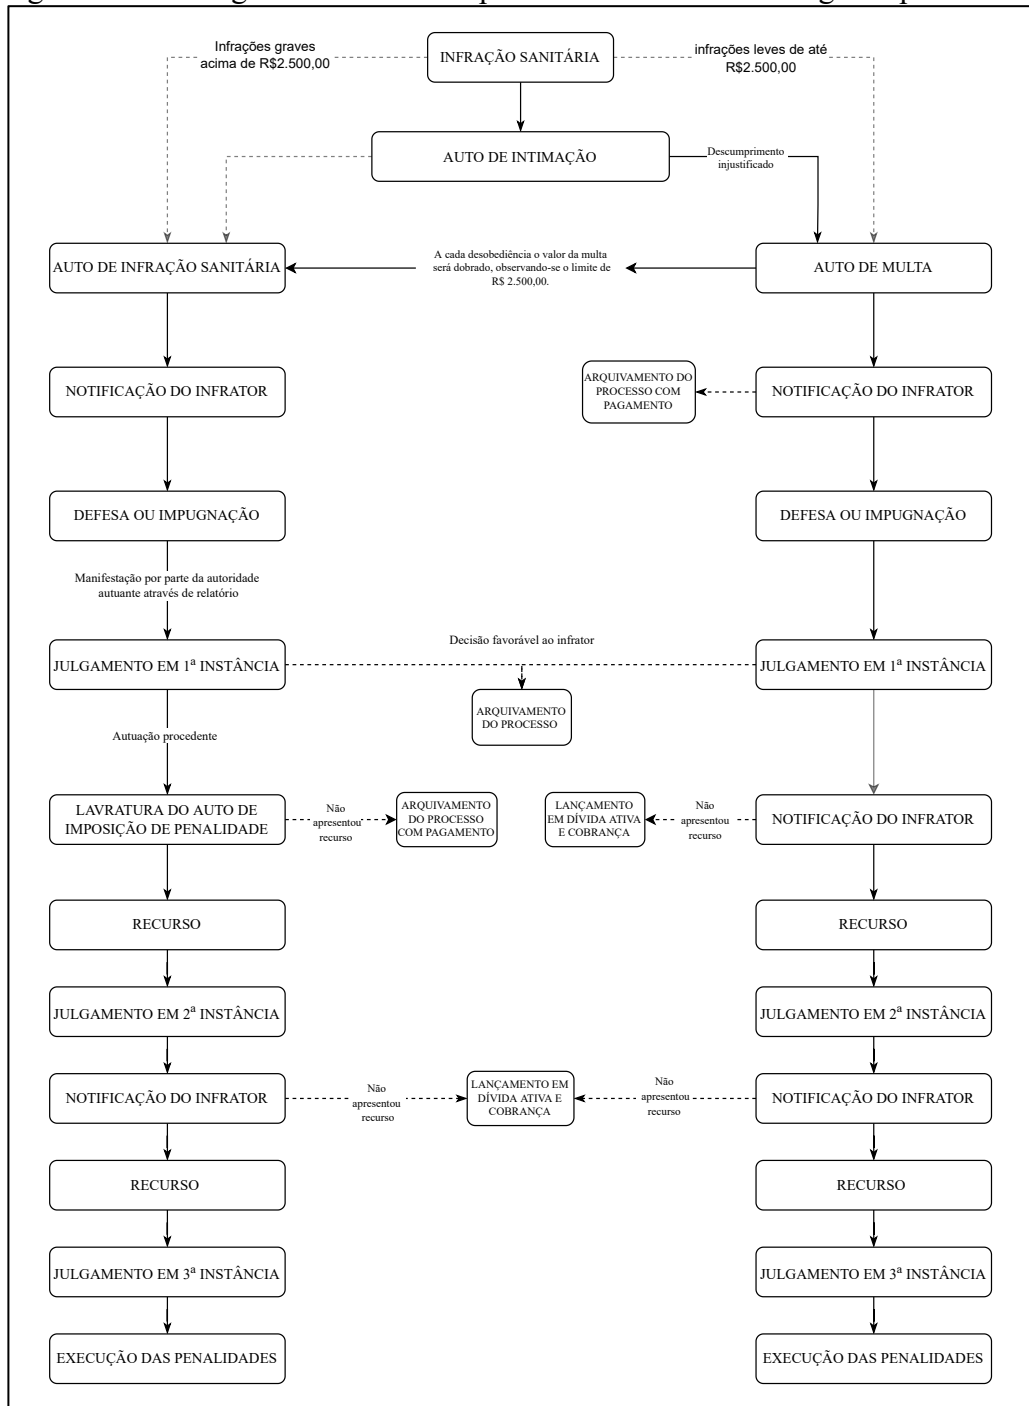 Infrações graves
acima de R$2.500,00
INFRAÇÃO SANITÁRIA
infrações leves de até
R$2.500,00
AUTO DE INTIMAÇÃO
Descumprimento
injustificado
AUTO DE INFRAÇÃO SANITÁRIA
A cada desobediência o valor da multa
será dobrado, observando-se o limite de
R$ 2.500,00.
AUTO DE MULTA
NOTIFICAÇÃO DO INFRATOR
ARQUIVAMENTO DO
PROCESSO COM
PAGAMENTO
NOTIFICAÇÃO DO INFRATOR
DEFESA OU IMPUGNAÇÃO
DEFESA OU IMPUGNAÇÃO
Manifestação por parte da autoridade
autuante através de relatório
JULGAMENTO EM 1ª INSTÂNCIA
Decisão favorável ao infrator
JULGAMENTO EM 1ª INSTÂNCIA
ARQUIVAMENTO
DO PROCESSO
Autuação procedente
LAVRATURA DO AUTO DE
IMPOSIÇÃO DE PENALIDADE
Não
apresentou
recurso
ARQUIVAMENTO
DO PROCESSO
COM PAGAMENTO
LANÇAMENTO
EM DÍVIDA ATIVA
E COBRANÇA
Não
apresentou
recurso
NOTIFICAÇÃO DO INFRATOR
RECURSO
RECURSO
JULGAMENTO EM 2ª INSTÂNCIA
JULGAMENTO EM 2ª INSTÂNCIA
NOTIFICAÇÃO DO INFRATOR
Não
apresentou
recurso
LANÇAMENTO EM
DÍVIDA ATIVA E
COBRANÇA
Não
apresentou
recurso
NOTIFICAÇÃO DO INFRATOR
RECURSO
RECURSO
JULGAMENTO EM 3ª INSTÂNCIA
JULGAMENTO EM 3ª INSTÂNCIA
EXECUÇÃO DAS PENALIDADES
EXECUÇÃO DAS PENALIDADES